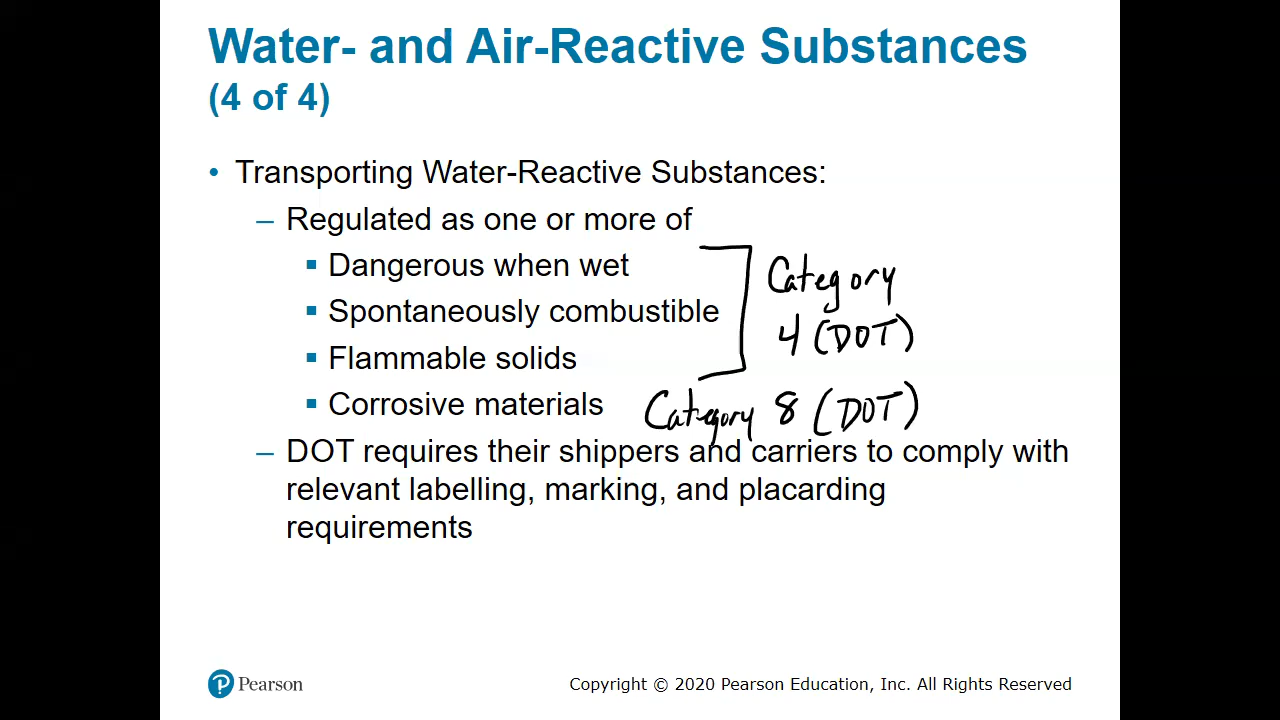 Water- and Air-Reactive Substances
(4 of 4)
• Transporting Water-Reactive Substances:
– Regulated as one or more of
▪ Dangerous when wet
▪ Spontaneously combustible
▪ Flammable solids
Category
4 (DOT)
▪ Corrosive materials
Category 8 (DOT)
– DOT requires their shippers and carriers to comply with
relevant labelling, marking, and placarding
requirements
P Pearson
Copyright © 2020 Pearson Education, Inc. All Rights Reserved